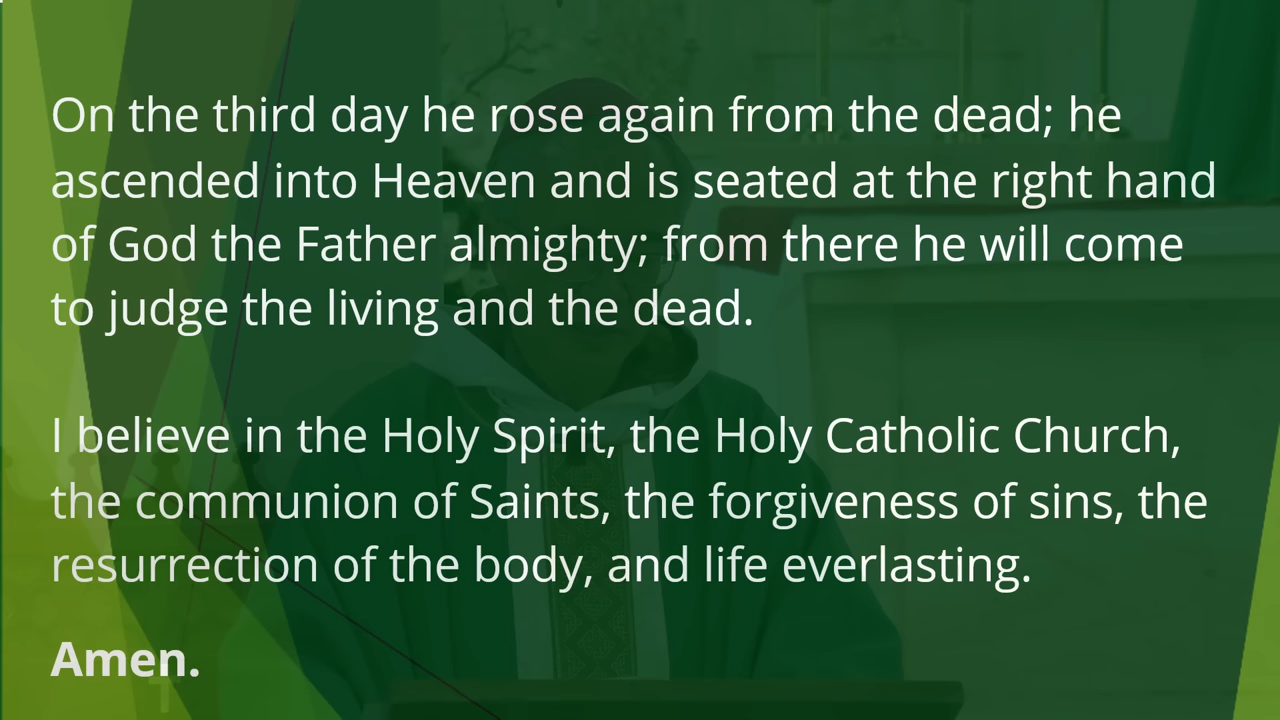 On the third day he rose again from the dead; he
ascended into Heaven and is seated at the right hand
of God the Father almighty; from there he will come
to judge the living and the dead.
I believe in the Holy Spirit, the Holy Catholic Church,
the communion of Saints, the forgiveness of sins, the
resurrection of the body, and life everlasting.
Amen.